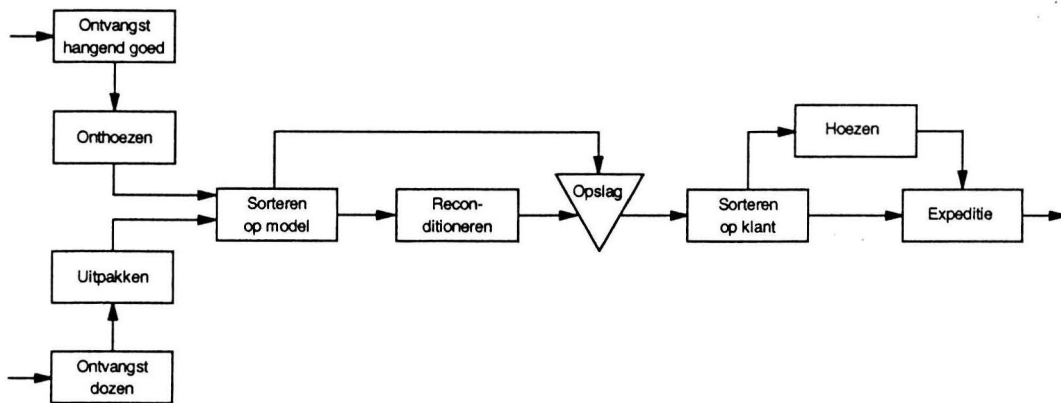 Ontvangst
hangend goed
Onthoezen
Uitpakken
Ontvangst
dozen
Sorteren
op model
Recon-
ditioneren
Opslag
Sorteren
op klant
Hoezen
Expeditie